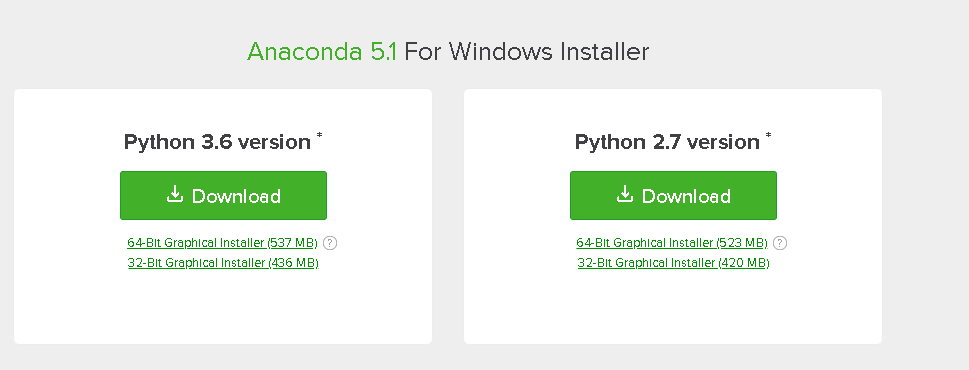 Anaconda 5.1 For Windows Installer
Python 3.6 version *
Download
64-Bit Graphical Installer (537 MB) ?
32-Bit Graphical Installer (436 MB)
Python 2.7 version *
Download
64-Bit Graphical Installer (523 MB) ?
32-Bit Graphical Installer (420 MB)